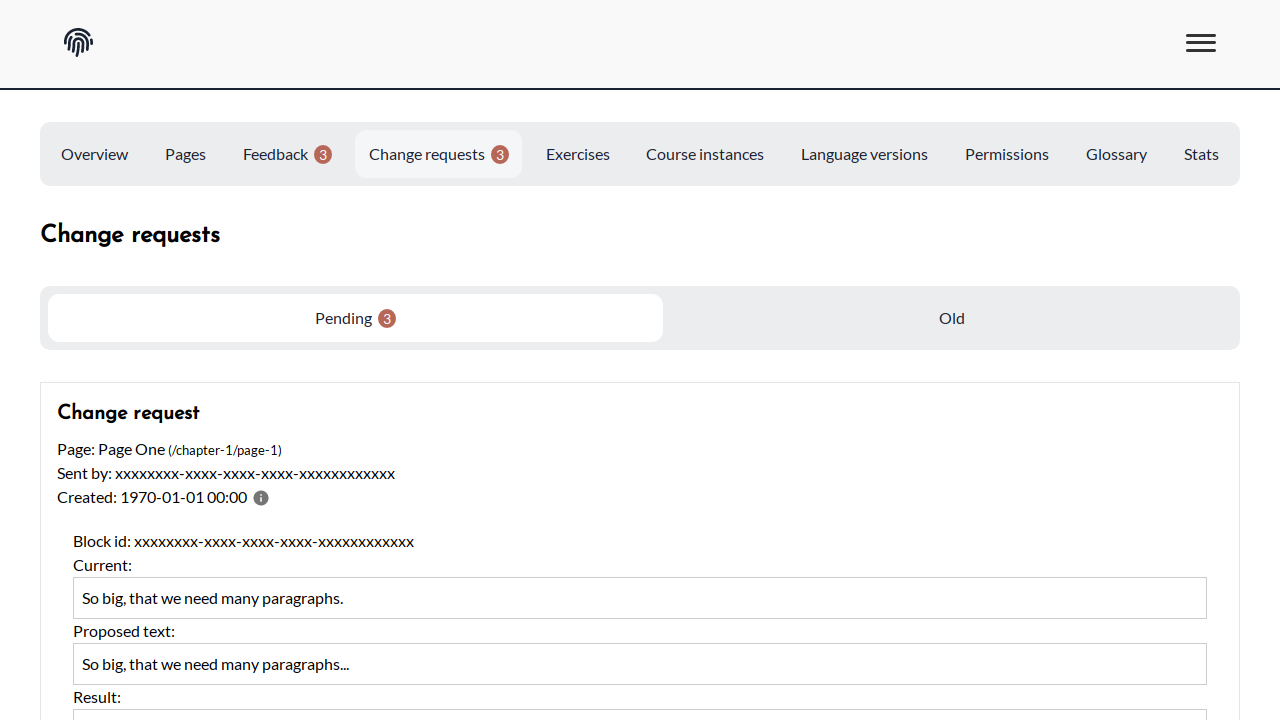 Overview Pages Feedback 3 Change requests 3 Exercises Course instances Language versions Permissions Glossary Stats
Change requests
Pending 3 Old
Change request
Page: Page One (/chapter-1/page-1)
Sent by: xxxxxxxx-xxxx-xxxx-xxxx-xxxxxxxxxxxx
Created: 1970-01-01 00:00
Block id: xxxxxxxx-xxxx-xxxx-xxxx-xxxxxxxxxxxx
Current:
So big, that we need many paragraphs.
Proposed text:
So big, that we need many paragraphs...
Result: